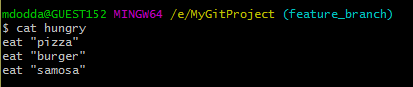 mdodda@GUEST152 MINGW64 /e/MyGitProject (feature_branch)
$ cat hungry
eat "pizza"
eat "burger"
eat "samosa"